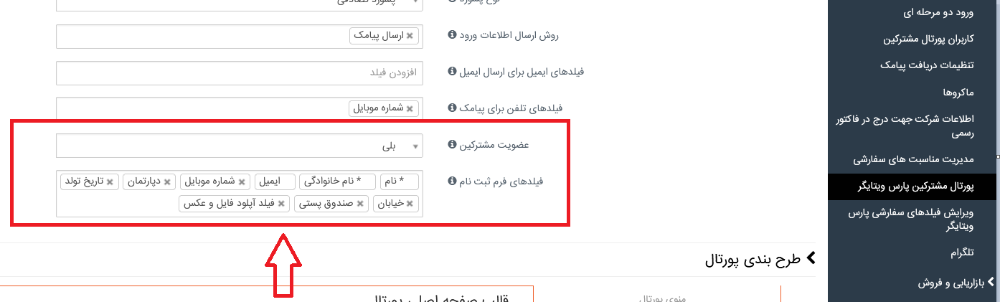 نوع پسورد
پسورد تصادفی
روش ارسال اطلاعات ورود
ارسال پیامک
فیلدهای ایمیل برای ارسال ایمیل
افزودن فیلد
فیلدهای تلفن برای پیامک
شماره موبایل
عضویت مشترکین
بلی
فیلدهای فرم ثبت نام
* نام
* نام خانوادگی
ایمیل
شماره موبایل
دپارتمان
تاریخ تولد
خیابان
صندوق پستی
فیلد آپلود فایل و عکس
طرح بندی پورتال
منوی پورتال
قالب صفحه اصلی پورتال
ورود دو مرحله ای
کاربران پورتال مشترکین
تنظیمات دریافت پیامک
ماکروها
اطلاعات شرکت جهت درج در فاکتور
رسمی
مدیریت مناسبت های سفارشی
پورتال مشترکین پارس ویتایگر
ویرایش فیلدهای سفارشی پارس
ویتایگر
تلگرام
بازاریابی و فروش